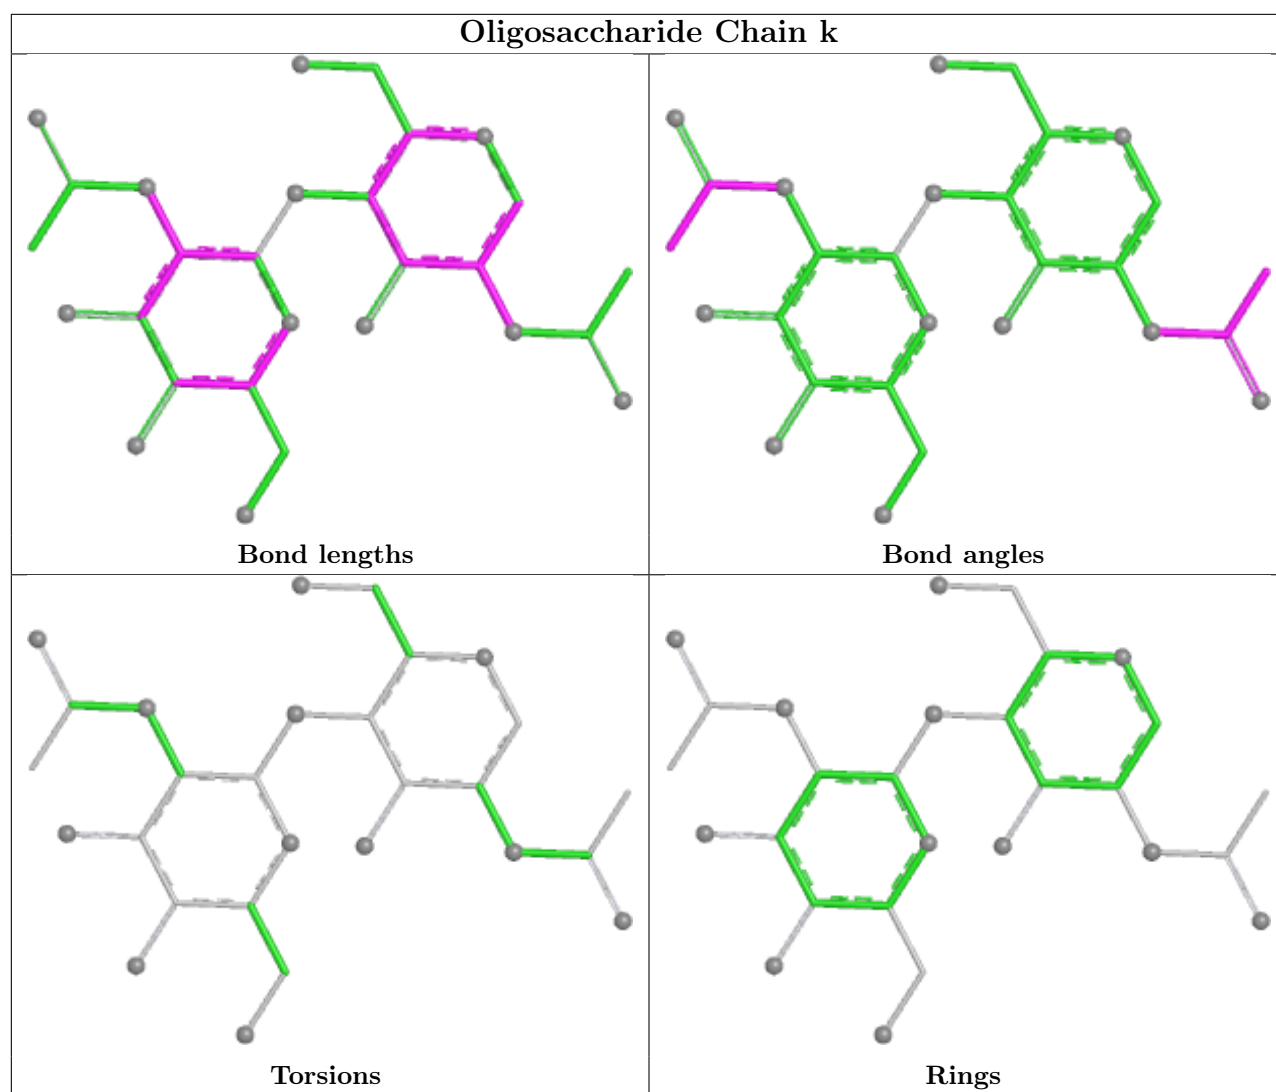 Oligosaccharide Chain k
Bond lengths
Bond angles
Torsions
Rings